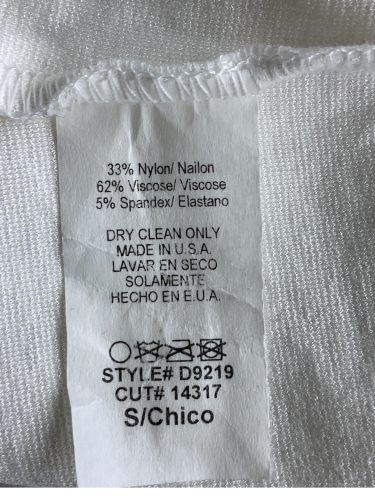 33% Nylon/ Nailon
62% Viscose/ Viscose
5% Spandex/ Elastano
DRY CLEAN ONLY
MADE IN U.S.A.
LAVAR EN SECO
SOLAMENTE
HECHO EN E.U.A.
STYLE# D9219
CUT# 14317
S/Chico